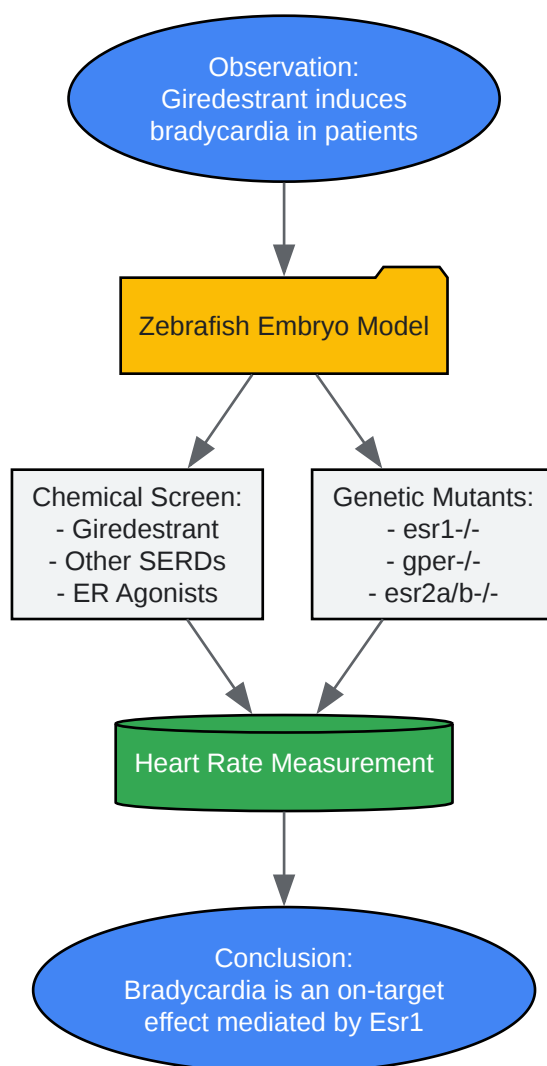 Observation:
Giredestrant induces
bradycardia in patients
Zebrafish Embryo Model
Chemical Screen:
- Giredestrant
- Other SERDs
- ER Agonists
Genetic Mutants:
- esr1-/-
- gper-/-
- esr2a/b-/-
Heart Rate Measurement
Conclusion:
Bradycardia is an on-target
effect mediated by Esr1